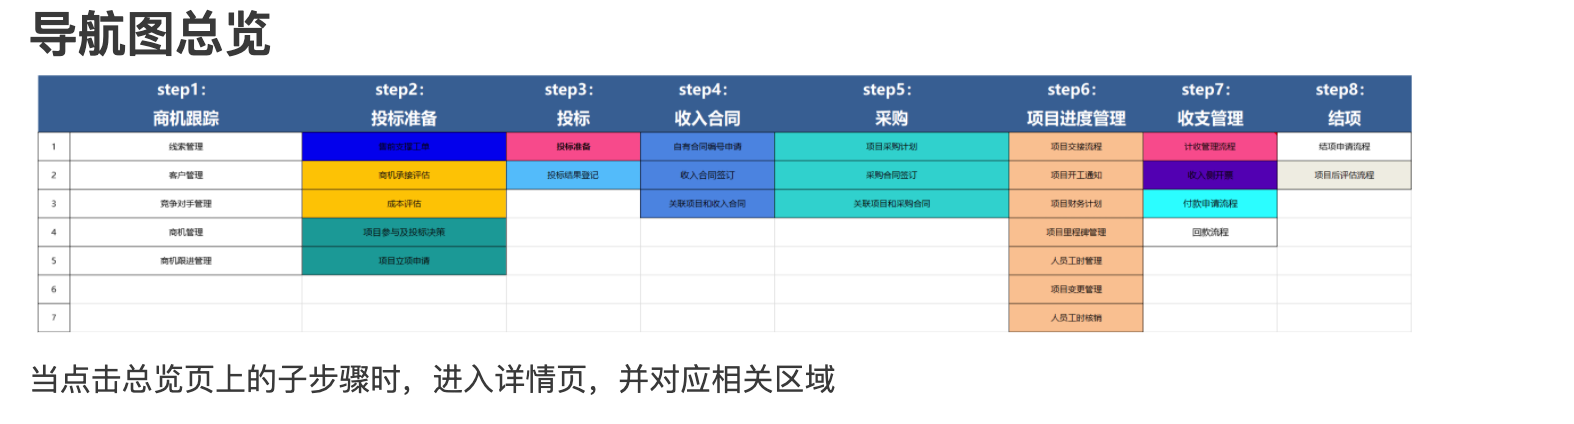 导航图总览
step1: step2: step3: step4: step5: step6: step7: step8:
商机跟踪 投标准备 投标 收入合同 采购 项目进度管理 收支管理 结项
1 线索管理 投标准备 自有合同编号申请 项目采购计划 项目交接流程 计收管理流程 结项申请流程
2 客户管理 商机承接评估 投标结果登记 收入合同签订 采购合同签订 项目开工通知 项目后评估流程
3 竞争对手管理 成本评估 关联项目和收入合同 关联项目和采购合同 项目财务计划 付款申请流程
4 商机管理 项目参与及投标决策 项目里程碑管理 回款流程
5 商机跟进管理 项目立项申请 人员工时管理
6 项目变更管理
7 人员工时核销
当点击总览页上的子步骤时，进入详情页，并对应相关区域